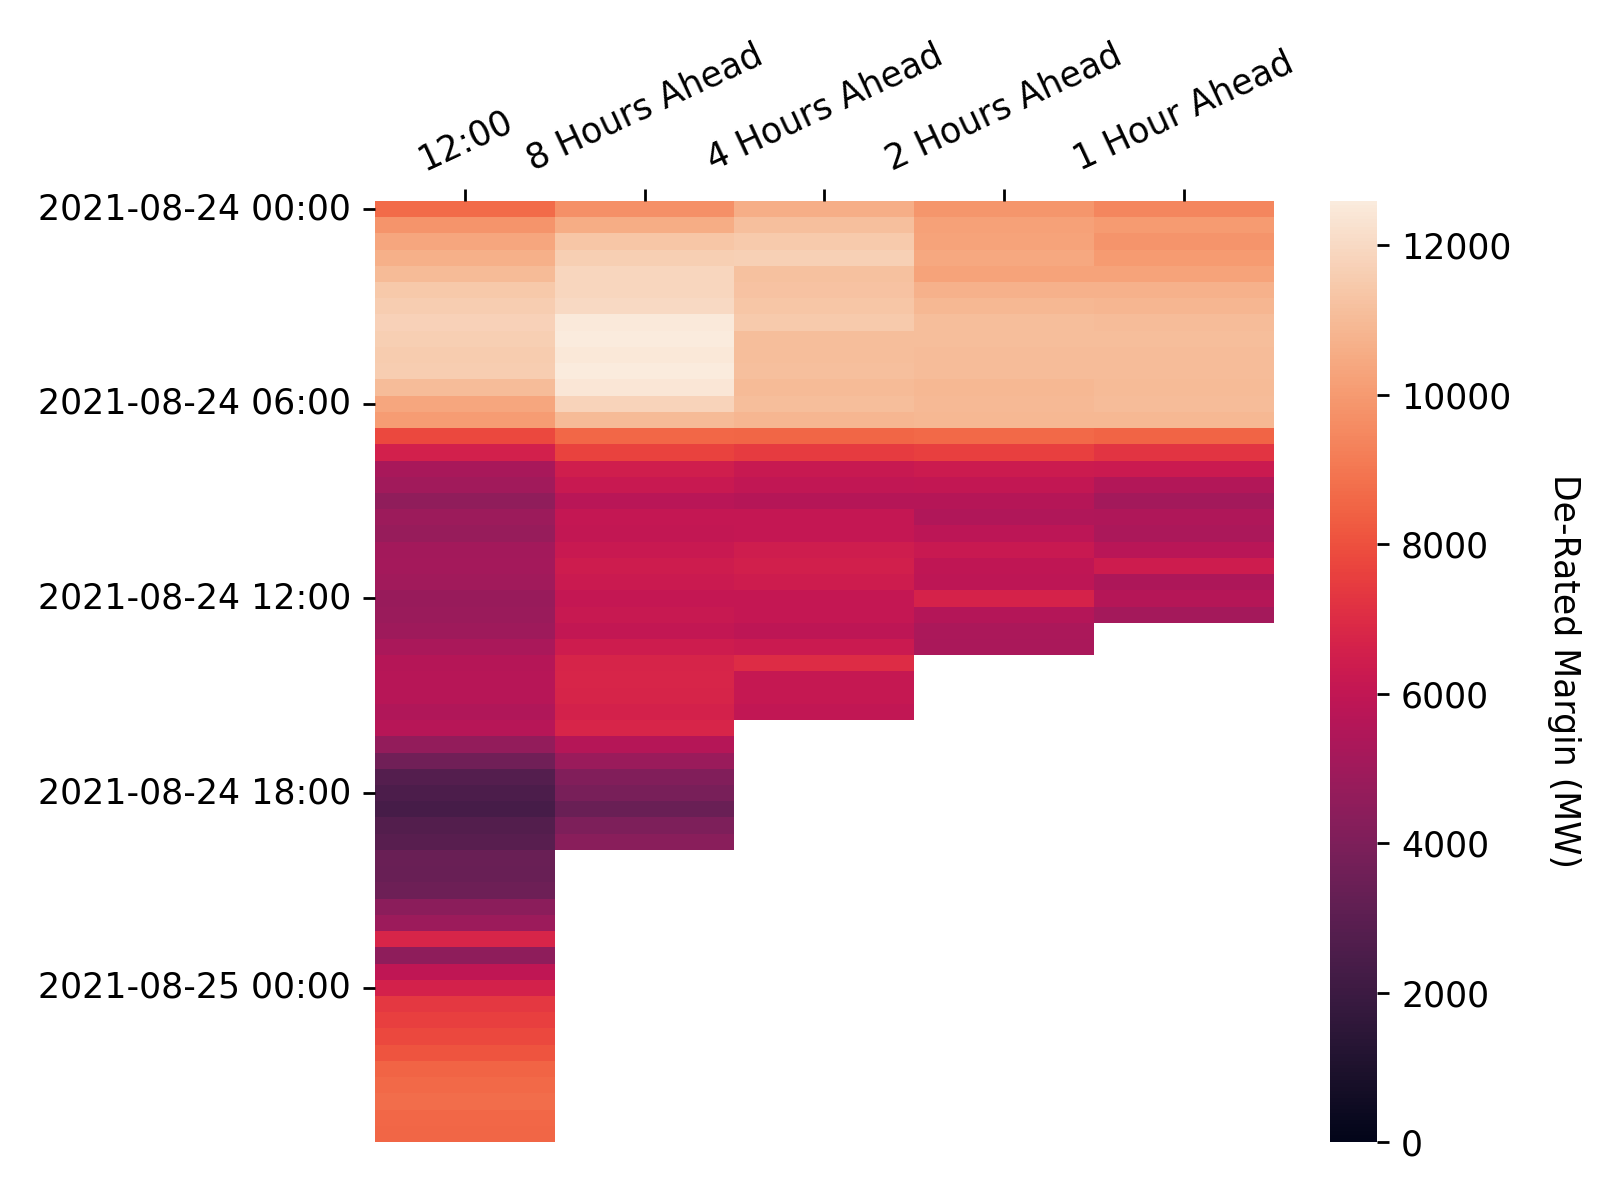 12:00
8 Hours Ahead
4 Hours Ahead
2 Hours Ahead
1 Hour Ahead
2021-08-24 00:00
2021-08-24 06:00
2021-08-24 12:00
2021-08-24 18:00
2021-08-25 00:00
12000
10000
8000
6000
4000
2000
0
De-Rated Margin (MW)